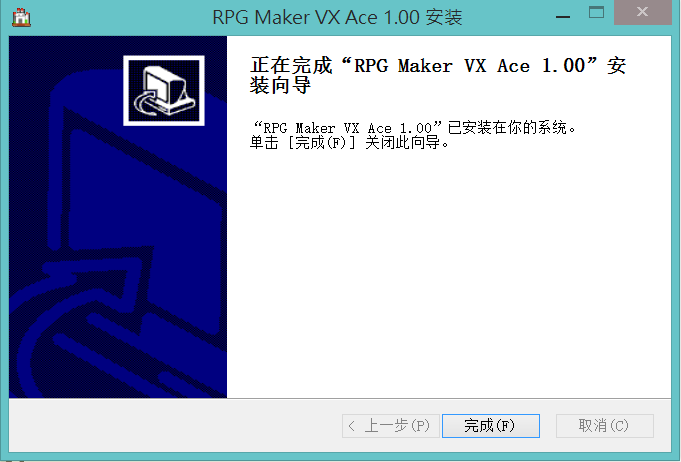 RPG Maker VX Ace 1.00 安装
正在完成“RPG Maker VX Ace 1.00”安
装向导
“RPG Maker VX Ace 1.00”已安装在你的系统。
单击 [完成(F)] 关闭此向导。
< 上一步(P)
完成(F)
取消(C)